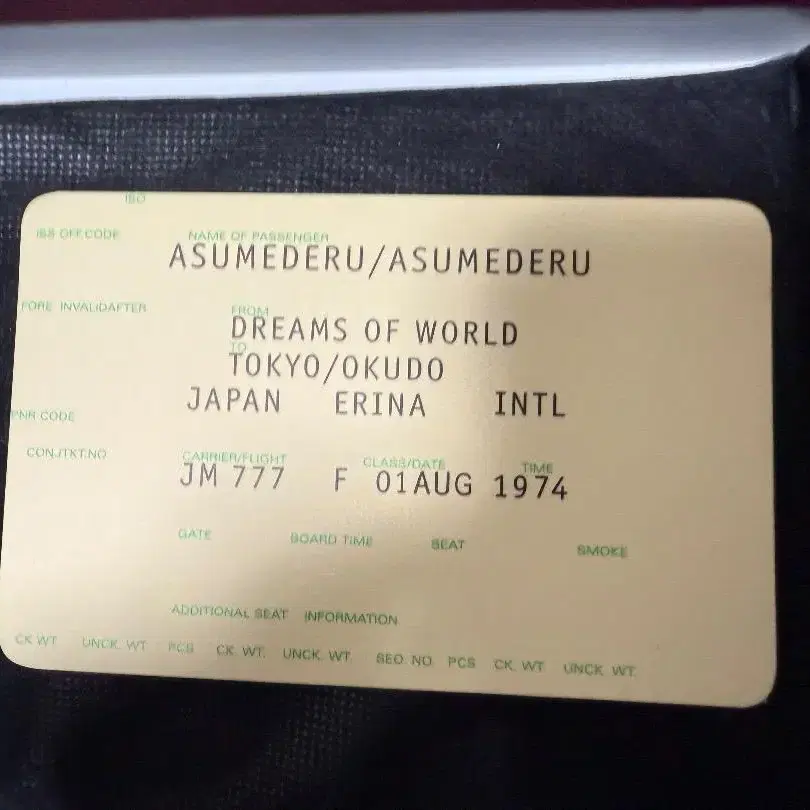 ISO
ISS OFF.CODE NAME OF PASSENGER
ASUMEDERU/ASUMEDERU
FORE INVALIDAFTER FROM
DREAMS OF WORLD
TO
TOKYO/OKUDO
JAPAN ERINA INTL
PNR CODE
CONJ.TKT.NO CARRIER/FLIGHT CLASS/DATE TIME
JM 777 F 01AUG 1974
GATE BOARD TIME SEAT SMOKE
ADDITIONAL SEAT INFORMATION
CK WT UNCK. WT PCS CK. WT. UNCK. WT. SEQ. NO. PCS CK. WT UNCK WT.